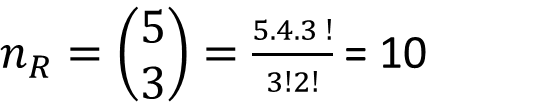 n_R = (5 3) = 5.4.3 ! / 3!2! = 10